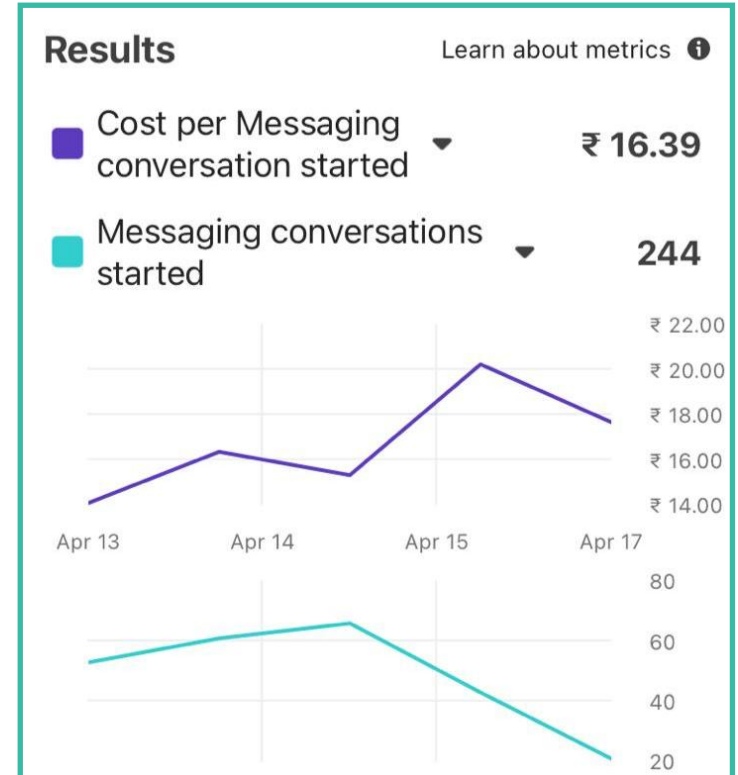 Results
Learn about metrics
Cost per Messaging
conversation started
₹ 16.39
Messaging conversations
started
244
₹ 22.00
₹ 20.00
₹ 18.00
₹ 16.00
₹ 14.00
Apr 13 Apr 14 Apr 15 Apr 17
80
60
40
20